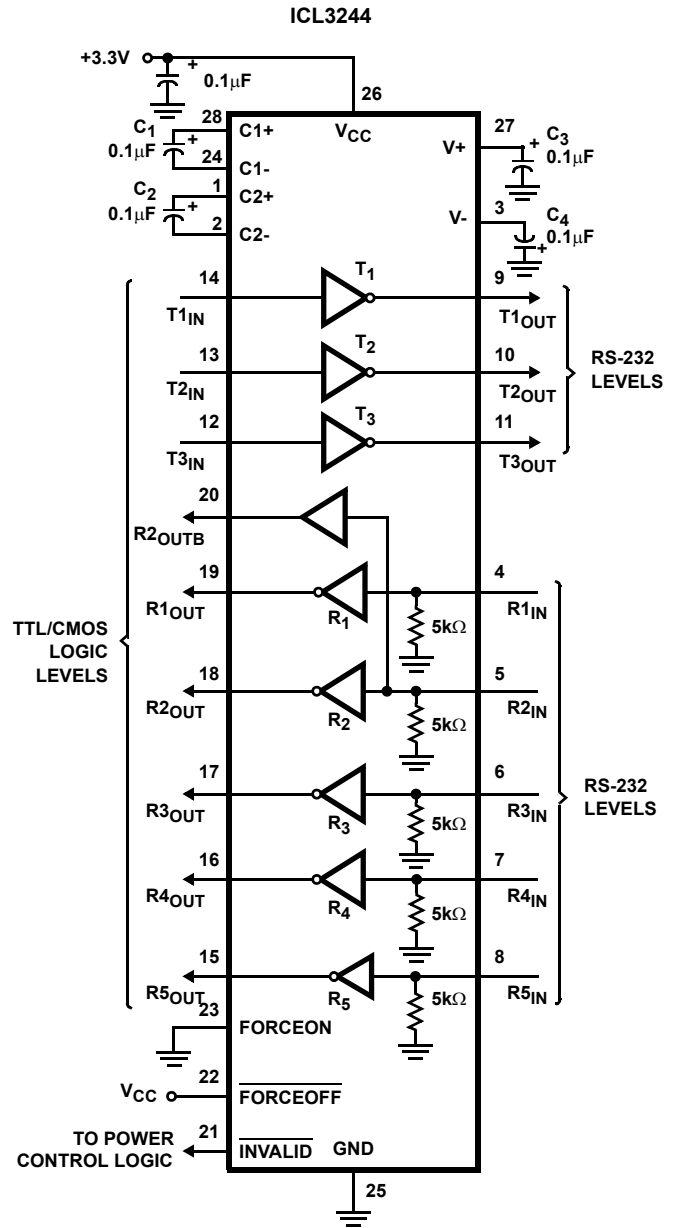 ICL3244
+3.3V
+
0.1μF
26
C1
0.1μF
+
28
C1+
VCC
V+
27
+
C3
0.1μF
24
C1-
C2
0.1μF
+
1
C2+
2
C2-
V-
3
C4
0.1μF
+
14
T1IN
T1
9
T1OUT
13
T2IN
T2
10
T2OUT
RS-232
LEVELS
12
T3IN
T3
11
T3OUT
20
R2OUTB
19
R1OUT
R1
5kΩ
4
R1IN
TTL/CMOS
LOGIC
LEVELS
18
R2OUT
R2
5kΩ
5
R2IN
17
R3OUT
R3
5kΩ
6
R3IN
RS-232
LEVELS
16
R4OUT
R4
5kΩ
7
R4IN
15
R5OUT
R5
5kΩ
8
R5IN
23
FORCEON
VCC
22
FORCEOFF
TO POWER
CONTROL LOGIC
21
INVALID
GND
25